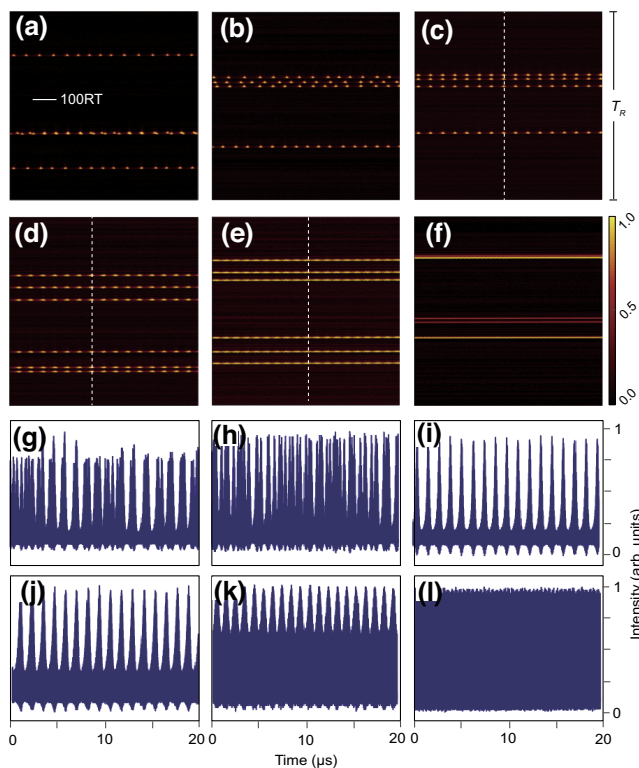 (a)
(b)
(c)
100RT
T_R
(d)
(e)
(f)
1.0
0.5
0.0
(g)
(h)
(i)
1
0
(j)
(k)
(l)
1
0
Intensity (arb. units)
0 10 20 0 10 20 0 10 20
Time (μs)